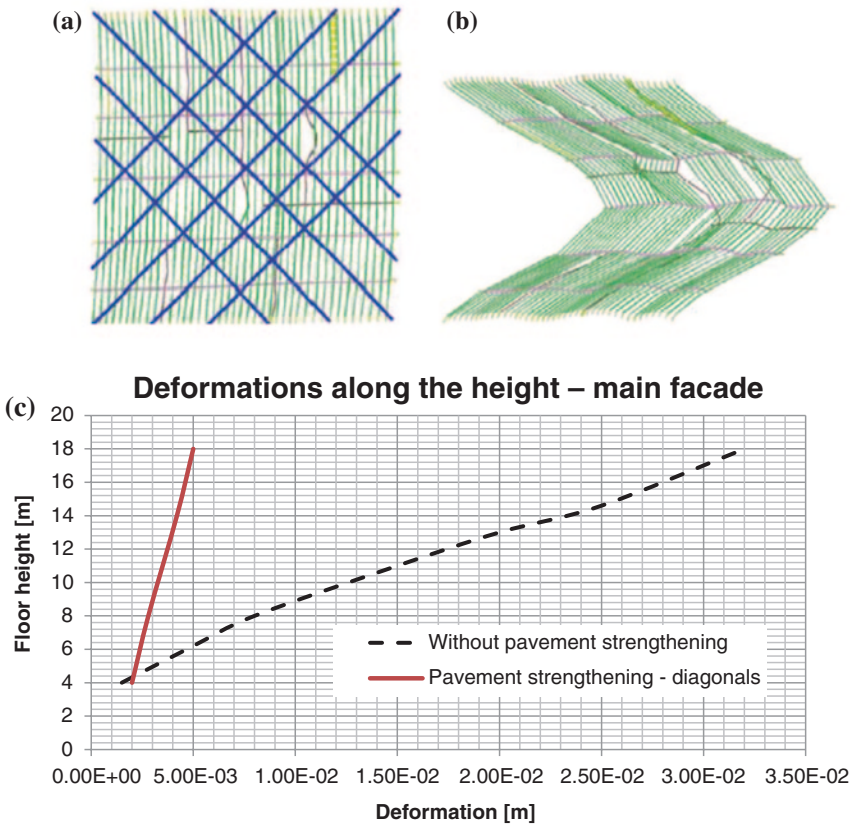 (a)
(b)
(c)
Deformations along the height – main facade
Floor height [m]
20
18
16
14
12
10
8
6
4
2
0
Without pavement strengthening
Pavement strengthening - diagonals
0.00E+00 5.00E-03 1.00E-02 1.50E-02 2.00E-02 2.50E-02 3.00E-02 3.50E-02
Deformation [m]